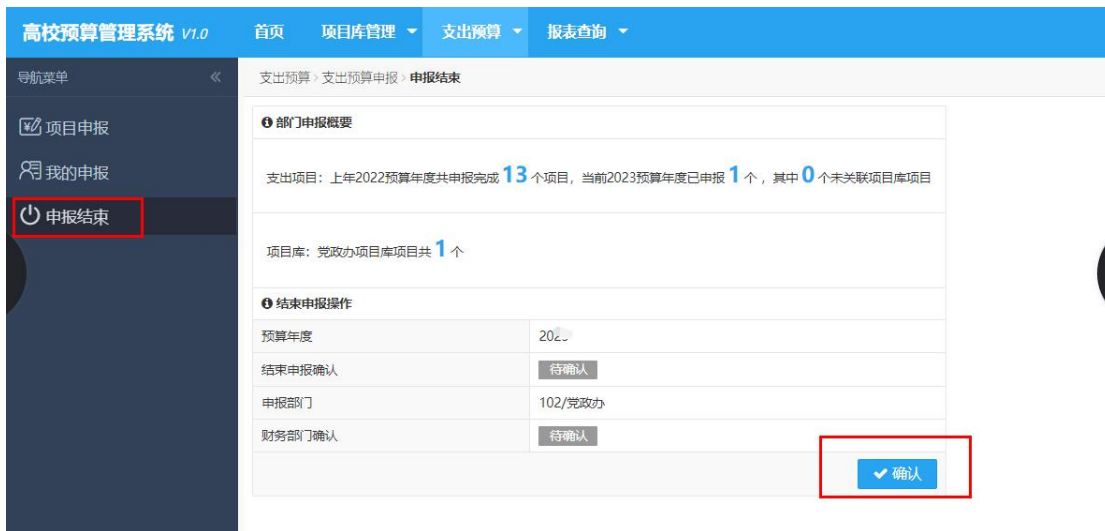 高校预算管理系统 V1.0 首页 项目库管理 支出预算 报表查询
导航菜单 «
支出预算 › 支出预算申报 › 申报结束
项目申报
我的申报
申报结束
部门申报概要
支出项目：上年2022预算年度共申报完成 13 个项目，当前2023预算年度已申报 1 个，其中 0 个未关联项目库项目
项目库：党政办项目库项目共 1 个
结束申报操作
预算年度
结束申报确认 待确认
申报部门 102/党政办
财务部门确认 待确认
确认